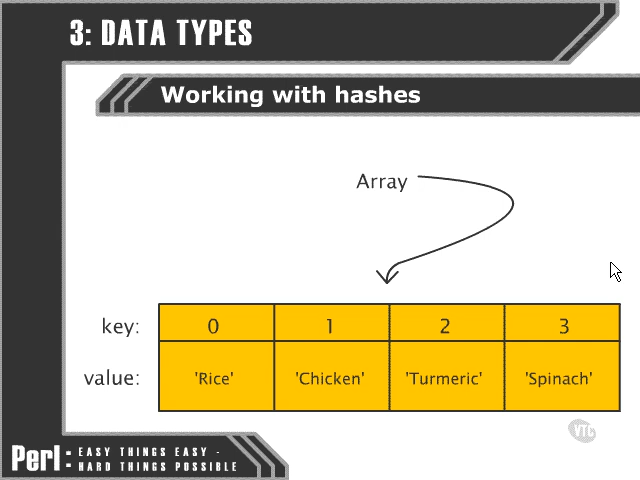 3: DATA TYPES
Working with hashes
Array
key: 0 1 2 3
value: 'Rice' 'Chicken' 'Turmeric' 'Spinach'
VTC
Perl: EASY THINGS EASY -
HARD THINGS POSSIBLE